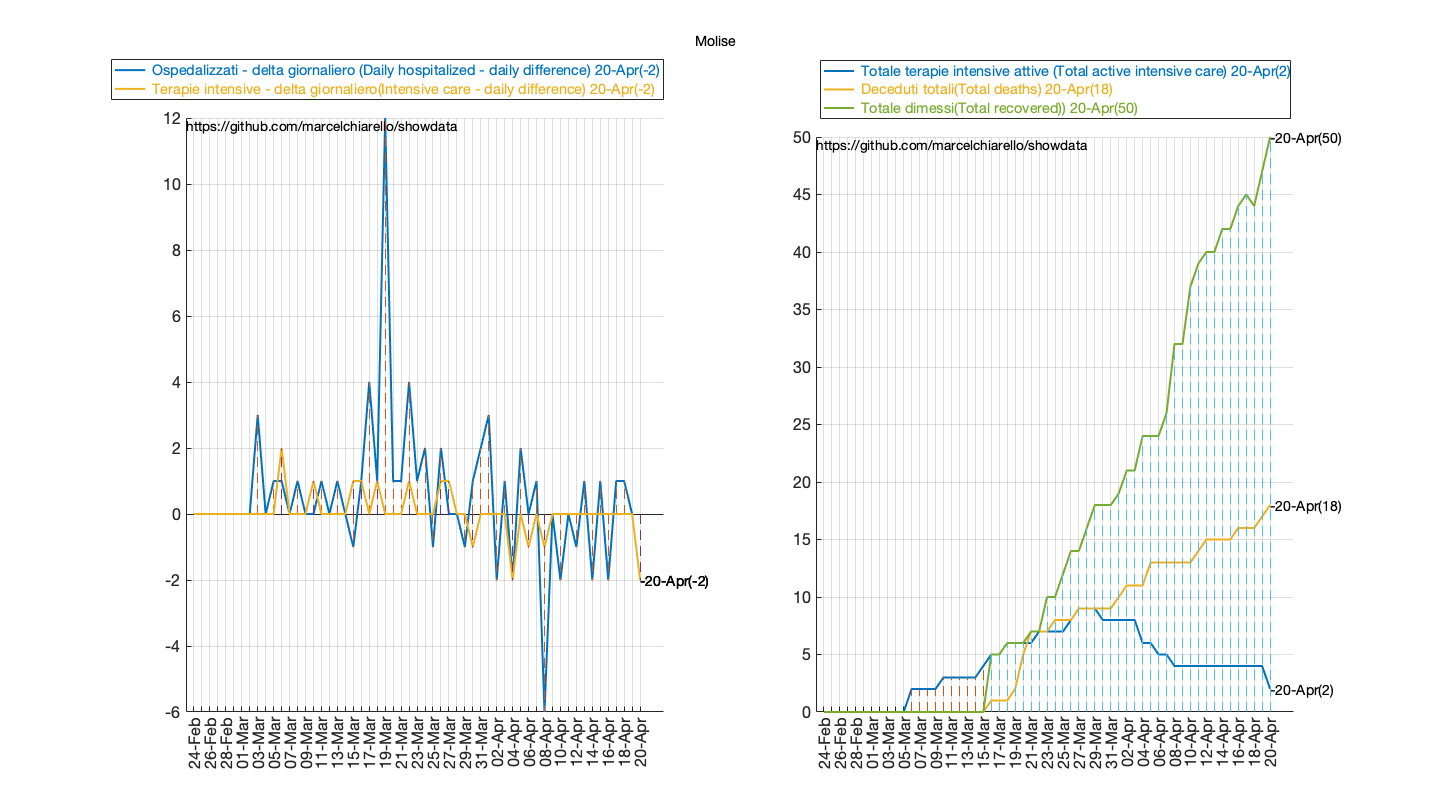 Molise
Ospedalizzati - delta giornaliero (Daily hospitalized - daily difference) 20-Apr(-2)
Terapie intensive - delta giornaliero(Intensive care - daily difference) 20-Apr(-2)
https://github.com/marcelchiarello/showdata
12
10
8
6
4
2
0
-2
-4
-6
-20-Apr(-2)
24-Feb
26-Feb
28-Feb
01-Mar
03-Mar
05-Mar
07-Mar
09-Mar
11-Mar
13-Mar
15-Mar
17-Mar
19-Mar
21-Mar
23-Mar
25-Mar
27-Mar
29-Mar
31-Mar
02-Apr
04-Apr
06-Apr
08-Apr
10-Apr
12-Apr
14-Apr
16-Apr
18-Apr
20-Apr
Totale terapie intensive attive (Total active intensive care) 20-Apr(2)
Deceduti totali(Total deaths) 20-Apr(18)
Totale dimessi(Total recovered)) 20-Apr(50)
https://github.com/marcelchiarello/showdata
50
45
40
35
30
25
20
15
10
5
0
-20-Apr(50)
-20-Apr(18)
-20-Apr(2)
24-Feb
26-Feb
28-Feb
01-Mar
03-Mar
05-Mar
07-Mar
09-Mar
11-Mar
13-Mar
15-Mar
17-Mar
19-Mar
21-Mar
23-Mar
25-Mar
27-Mar
29-Mar
31-Mar
02-Apr
04-Apr
06-Apr
08-Apr
10-Apr
12-Apr
14-Apr
16-Apr
18-Apr
20-Apr